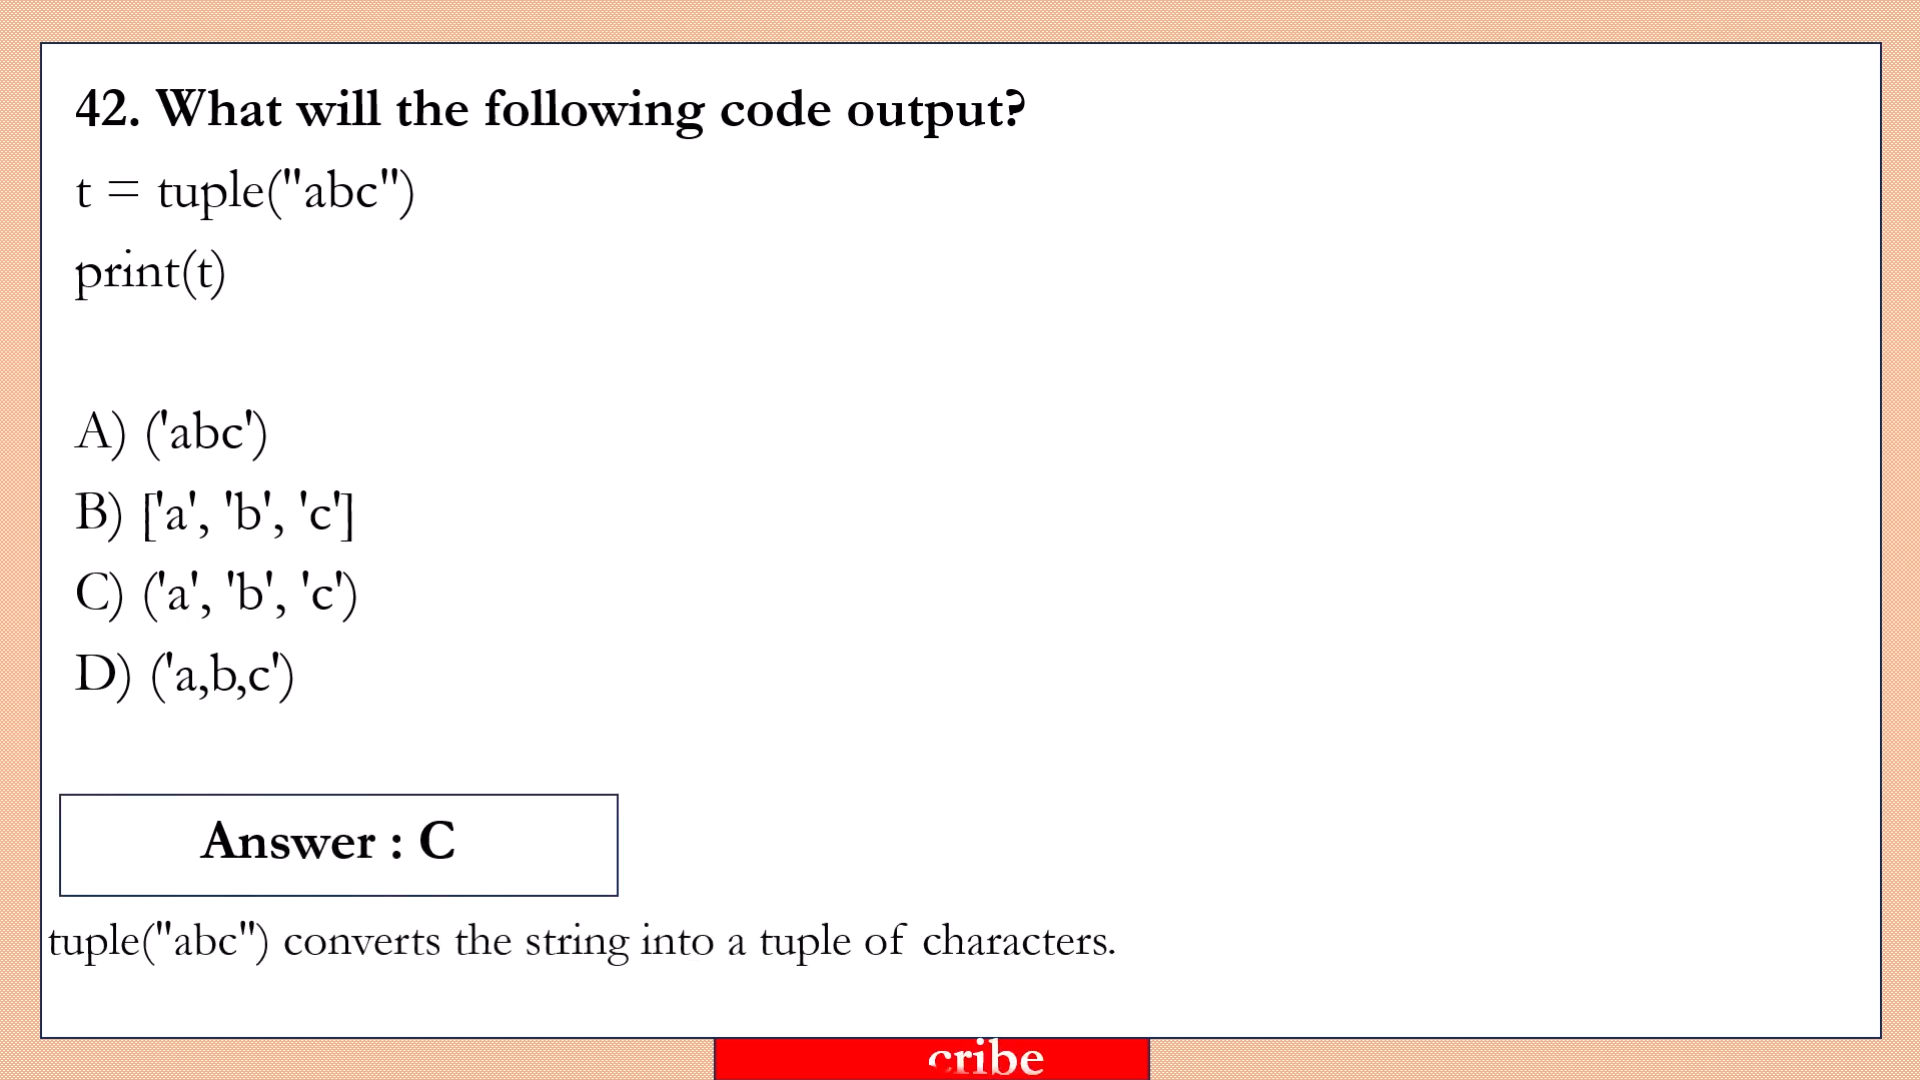 42. What will the following code output?
t = tuple("abc")
print(t)
A) ('abc')
B) ['a', 'b', 'c']
C) ('a', 'b', 'c')
D) ('a,b,c')
Answer : C
tuple("abc") converts the string into a tuple of characters.
cribe